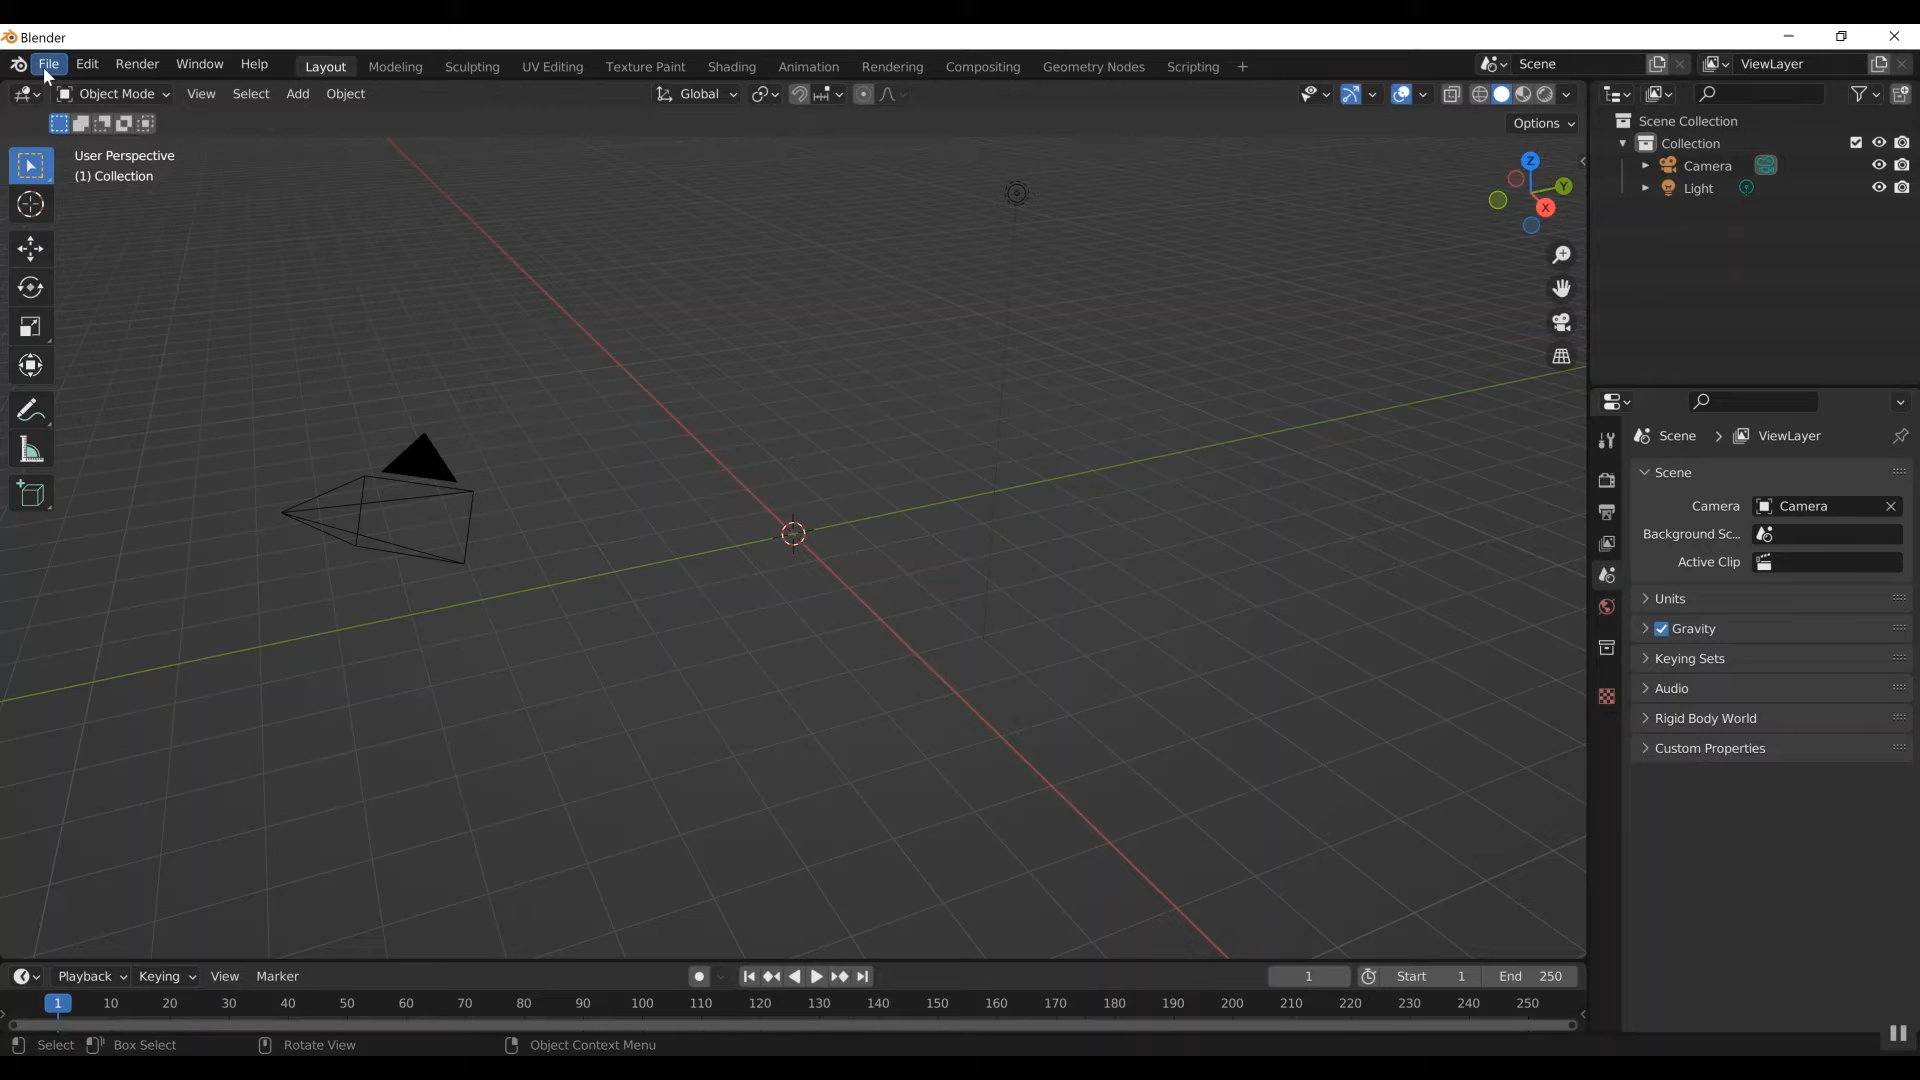 Blender
File Edit Render Window Help Layout Modeling Sculpting UV Editing Texture Paint Shading Animation Rendering Compositing Geometry Nodes Scripting + Scene ViewLayer
Object Mode View Select Add Object Global
Options
User Perspective
(1) Collection
Z
Y
X
Scene Collection
Collection
Camera
Light
Scene > ViewLayer
Scene
Camera Camera
Background Sc...
Active Clip
Units
Gravity
Keying Sets
Audio
Rigid Body World
Custom Properties
Playback Keying View Marker 1 Start 1 End 250
1 10 20 30 40 50 60 70 80 90 100 110 120 130 140 150 160 170 180 190 200 210 220 230 240 250
Select Box Select Rotate View Object Context Menu